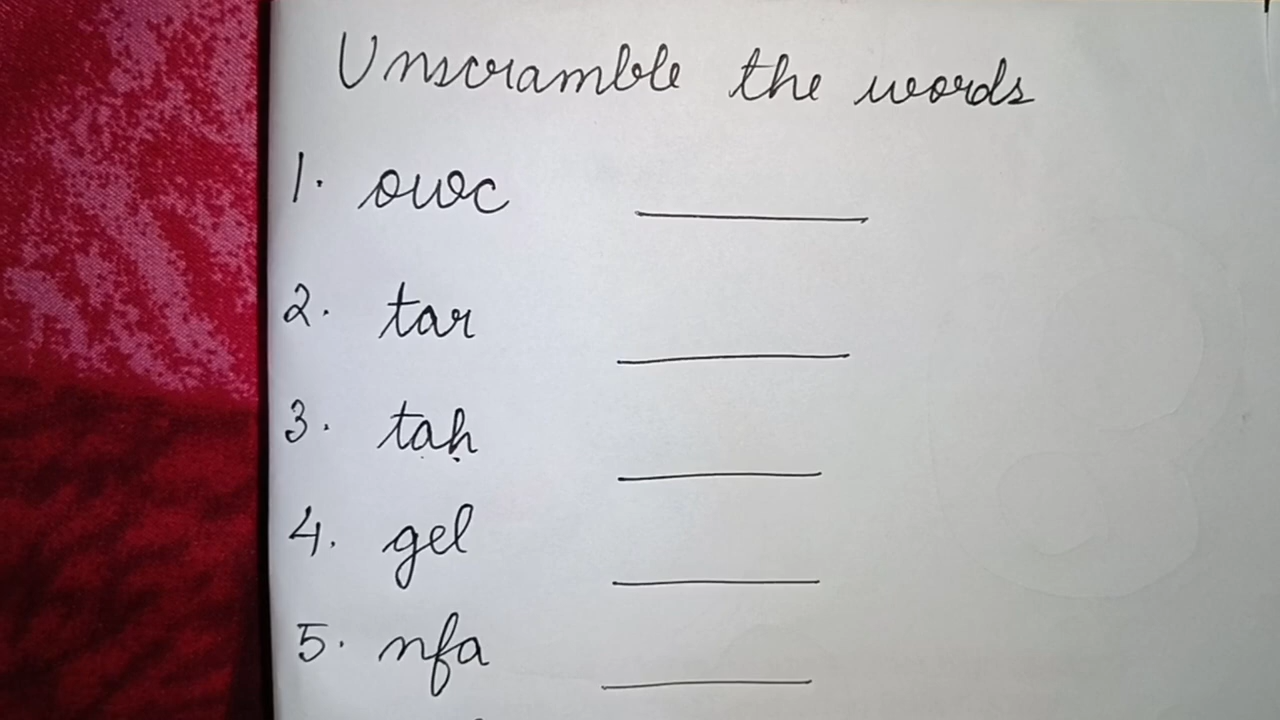 Unscramble the words
1. owc
2. tar
3. tah
4. gel
5. nfa